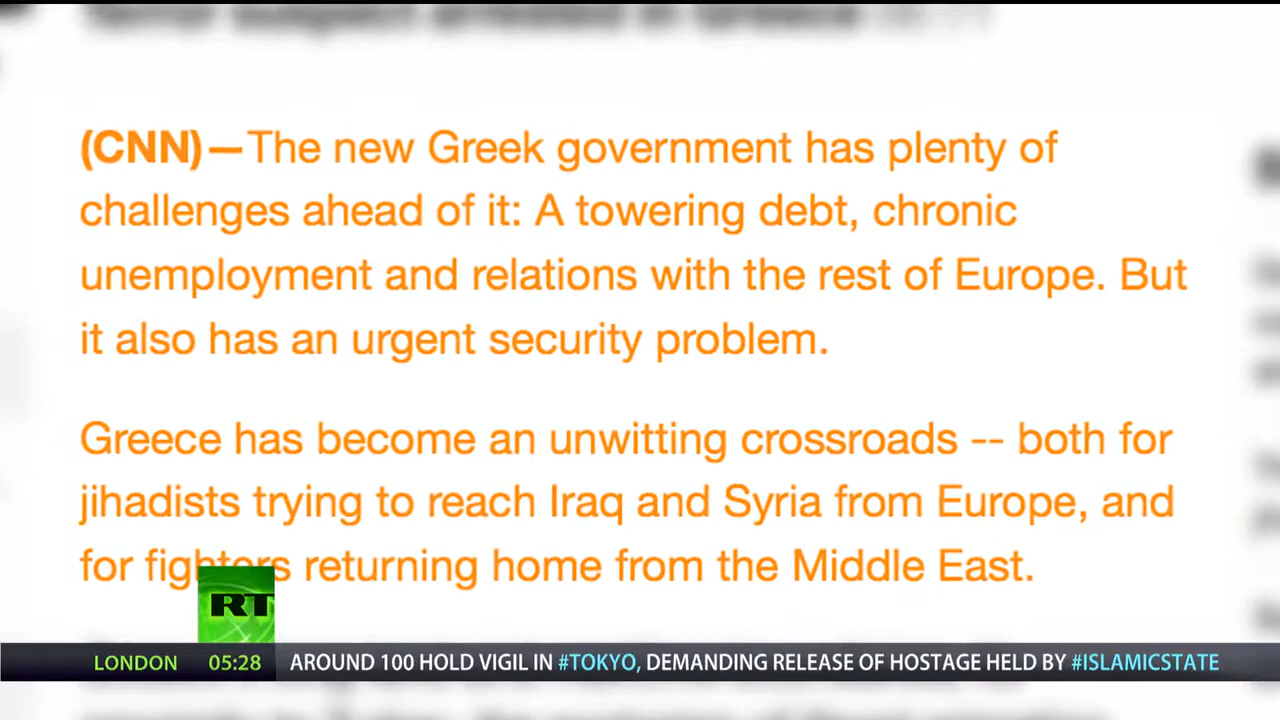 (CNN)—The new Greek government has plenty of
challenges ahead of it: A towering debt, chronic
unemployment and relations with the rest of Europe. But
it also has an urgent security problem.
Greece has become an unwitting crossroads -- both for
jihadists trying to reach Iraq and Syria from Europe, and
for fighters returning home from the Middle East.
RT
LONDON 05:28 AROUND 100 HOLD VIGIL IN #TOKYO, DEMANDING RELEASE OF HOSTAGE HELD BY #ISLAMICSTATE